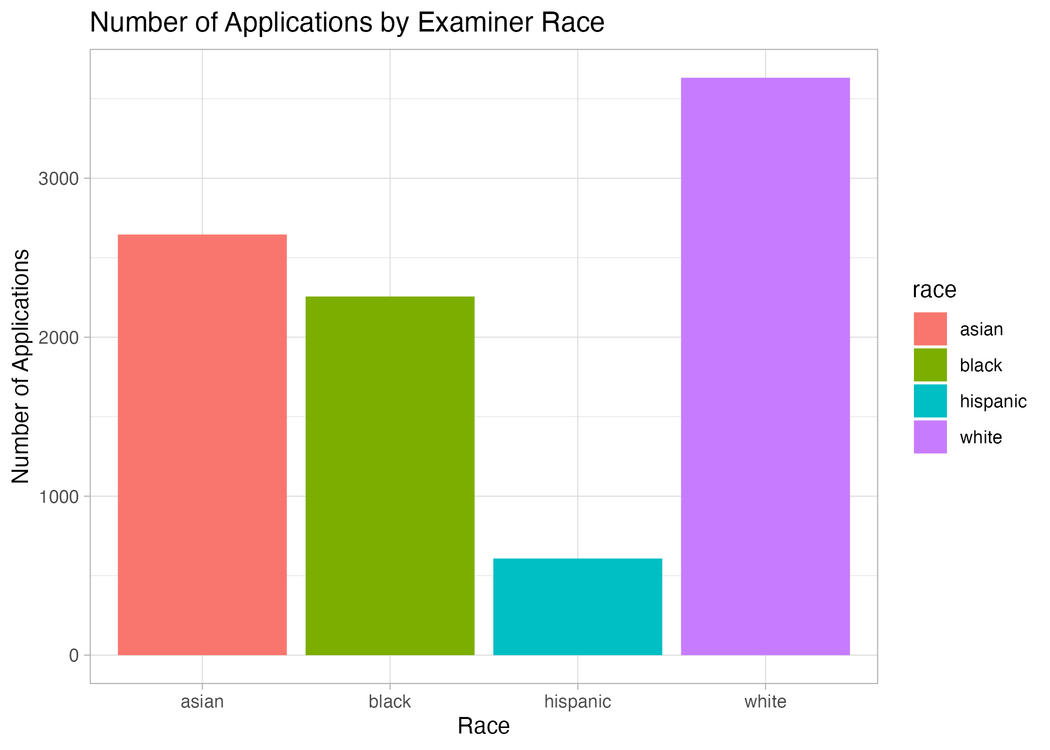 Number of Applications by Examiner Race
Number of Applications
3000
2000
1000
0
asian
black
hispanic
white
Race
race
asian
black
hispanic
white